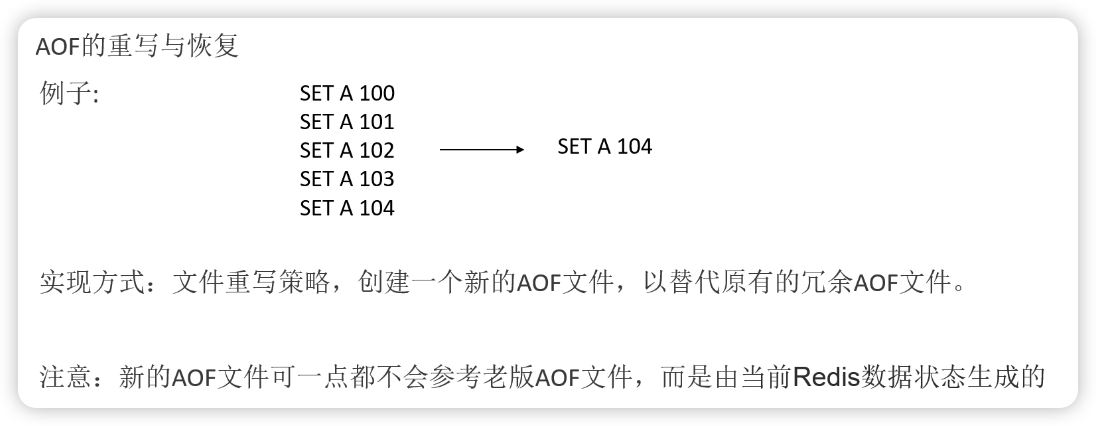 AOF的重写与恢复
例子:
SET A 100
SET A 101
SET A 102
SET A 103
SET A 104
SET A 104
实现方式：文件重写策略，创建一个新的AOF文件，以替代原有的冗余AOF文件。
注意：新的AOF文件可一点都不会参考老版AOF文件，而是由当前Redis数据状态生成的